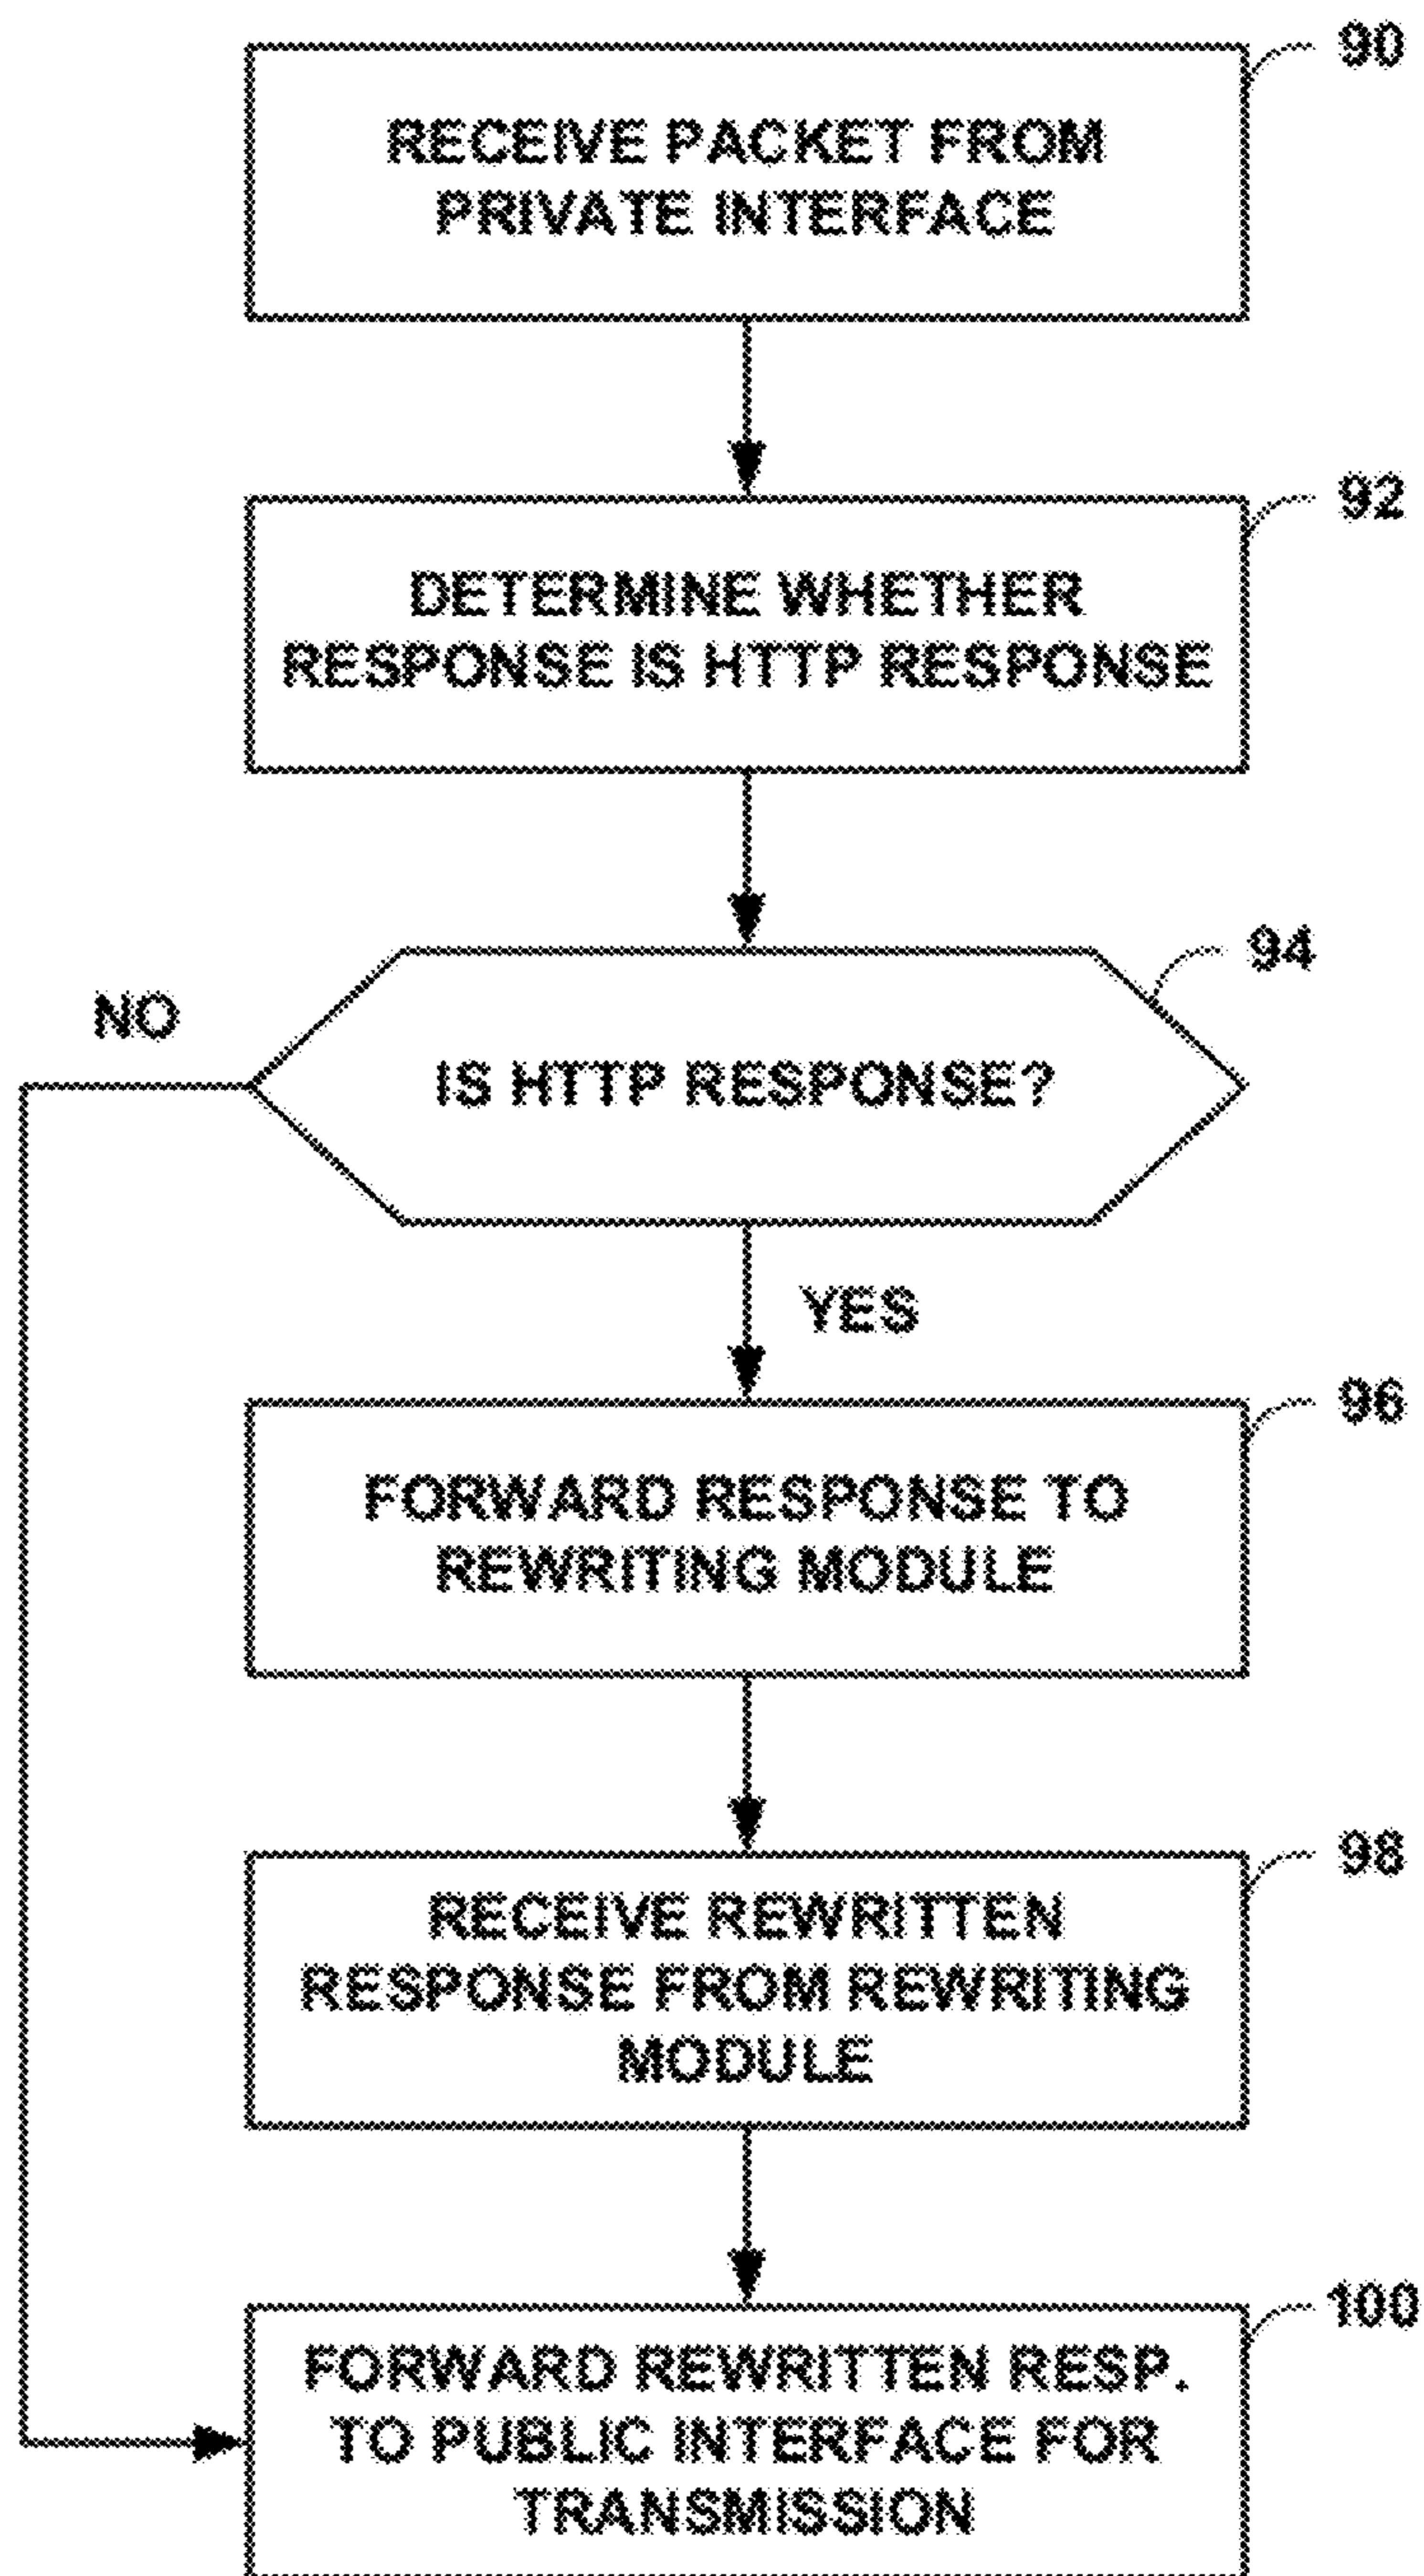 90
RECEIVE PACKET FROM
PRIVATE INTERFACE
92
DETERMINE WHETHER
RESPONSE IS HTTP RESPONSE
94
NO
IS HTTP RESPONSE?
YES
96
FORWARD RESPONSE TO
REWRITING MODULE
98
RECEIVE REWRITTEN
RESPONSE FROM REWRITING
MODULE
100
FORWARD REWRITTEN RESP.
TO PUBLIC INTERFACE FOR
TRANSMISSION